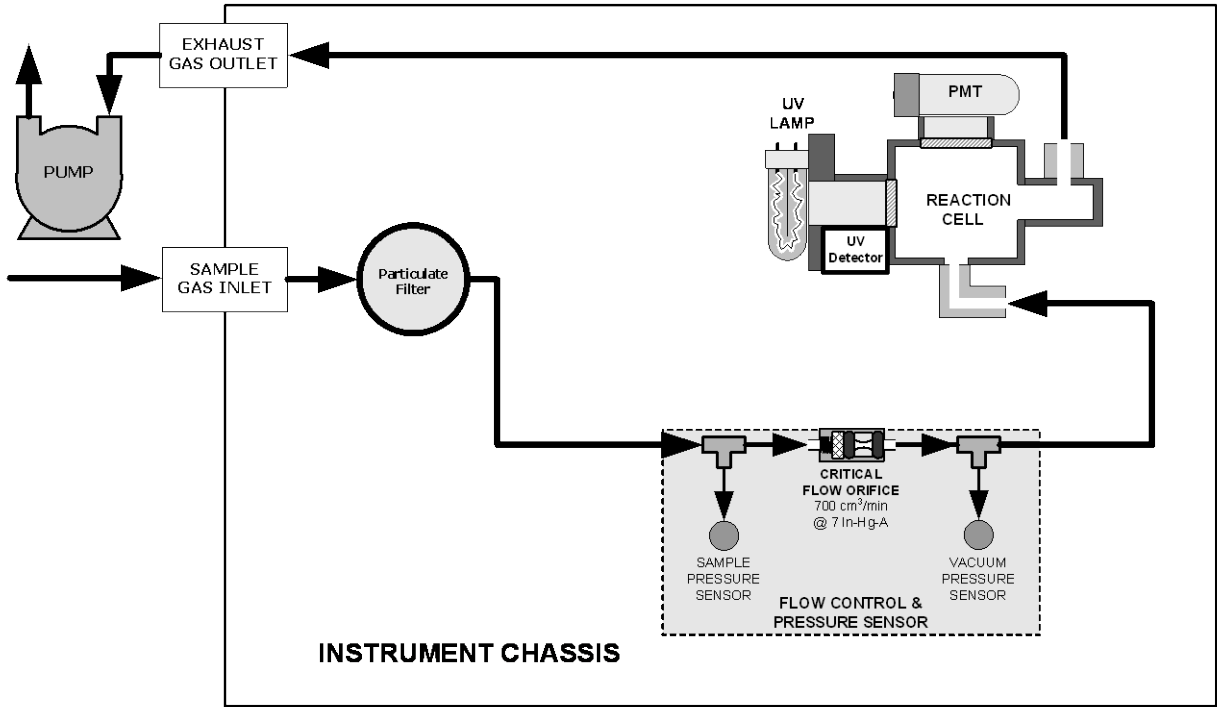 EXHAUST
GAS OUTLET
PUMP
UV
LAMP
PMT
REACTION
CELL
UV
Detector
SAMPLE
GAS INLET
Particulate
Filter
CRITICAL
FLOW ORIFICE
700 cm³/min
@ 7 In-Hg-A
SAMPLE
PRESSURE
SENSOR
VACUUM
PRESSURE
SENSOR
FLOW CONTROL &
PRESSURE SENSOR
INSTRUMENT CHASSIS